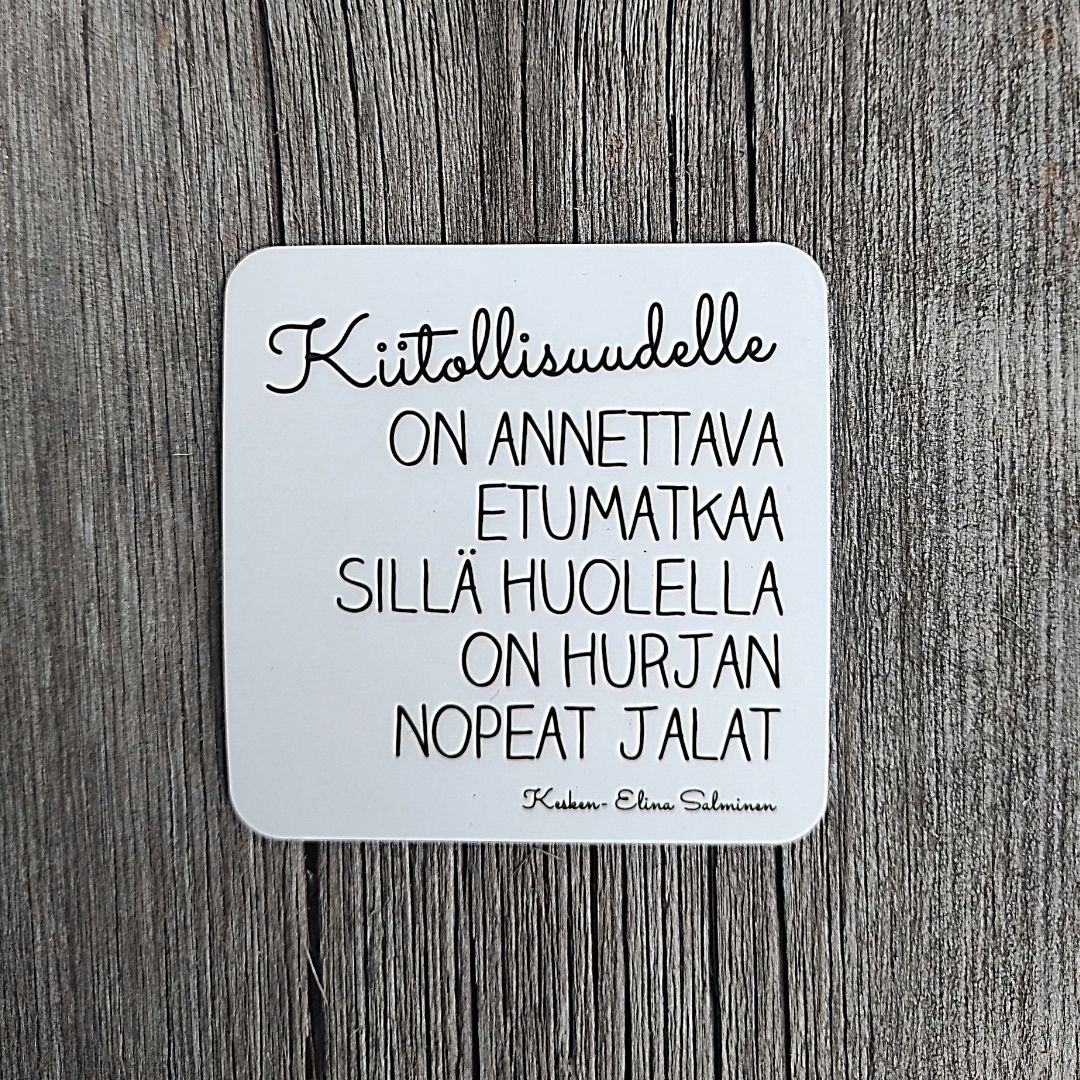 Kiitollisuudelle
ON ANNETTAVA
ETUMATKAA
SILLÄ HUOLELLA
ON HURJAN
NOPEAT JALAT
Kesken- Elina Salminen